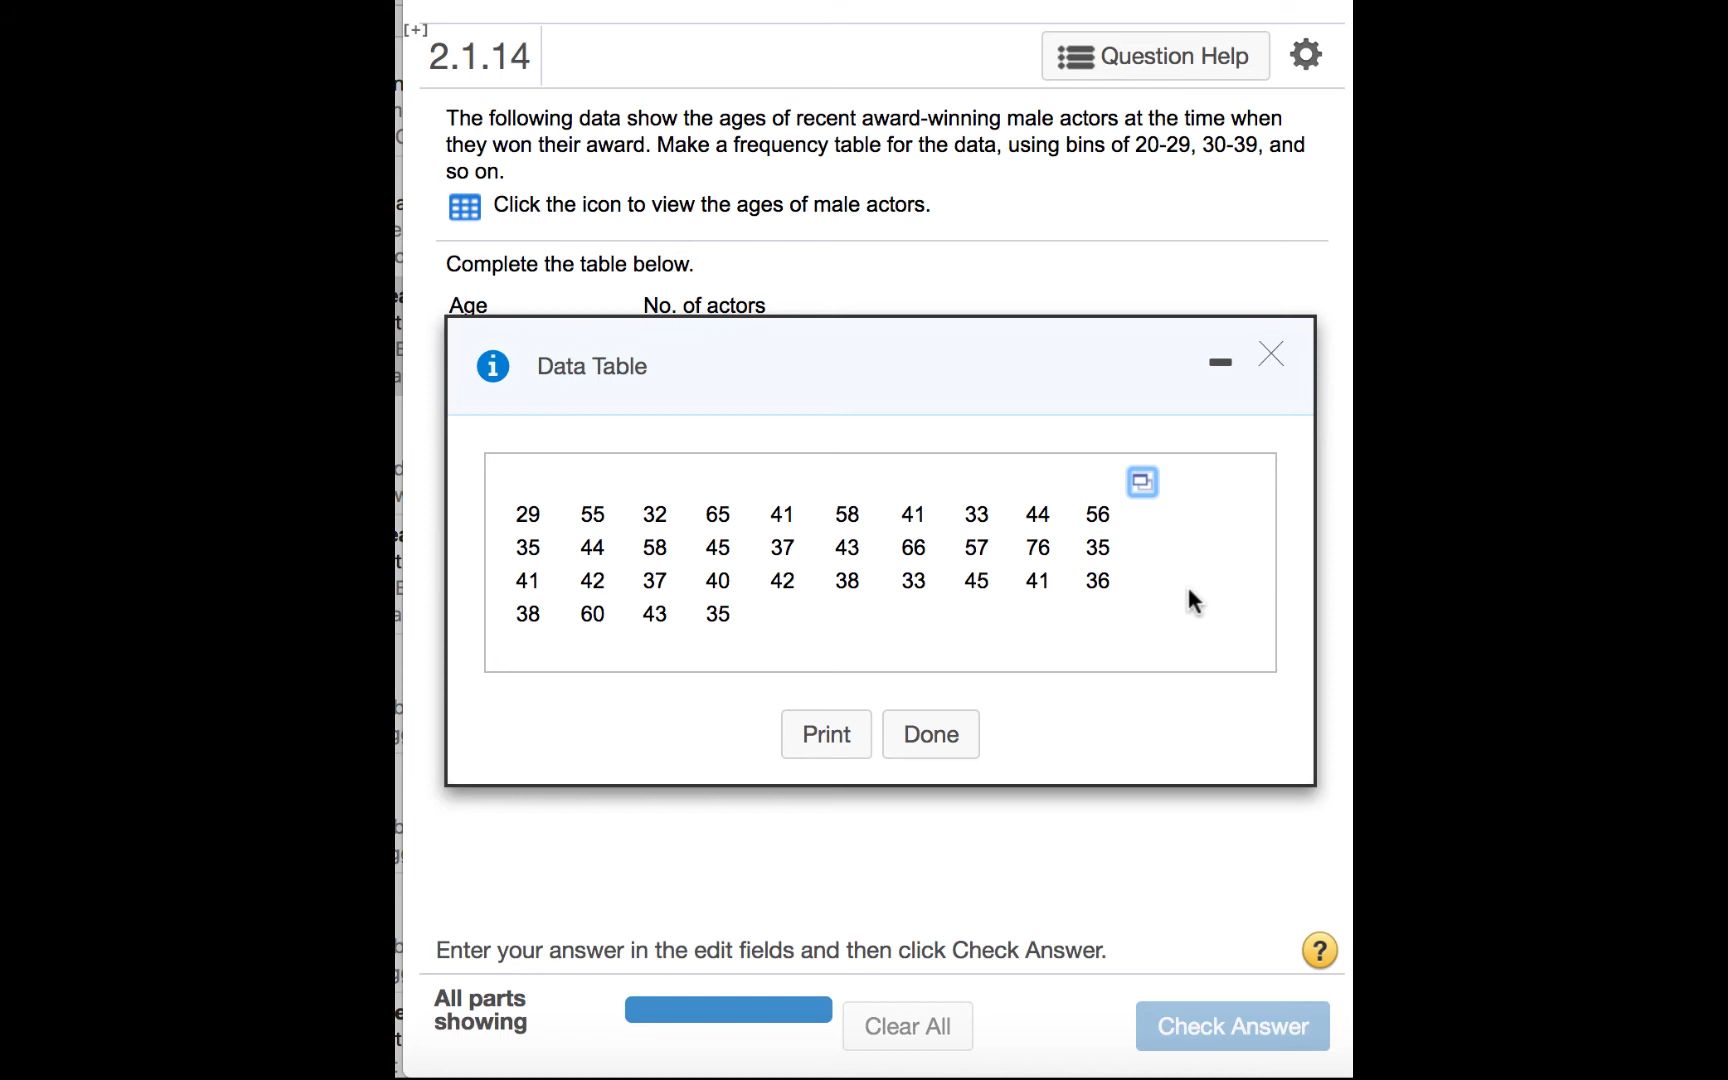 [+]
2.1.14
Question Help
The following data show the ages of recent award-winning male actors at the time when
they won their award. Make a frequency table for the data, using bins of 20-29, 30-39, and
so on.
Click the icon to view the ages of male actors.
Complete the table below.
Age No. of actors
i Data Table
29 55 32 65 41 58 41 33 44 56
35 44 58 45 37 43 66 57 76 35
41 42 37 40 42 38 33 45 41 36
38 60 43 35
Print Done
Enter your answer in the edit fields and then click Check Answer.
?
All parts
showing
Clear All
Check Answer